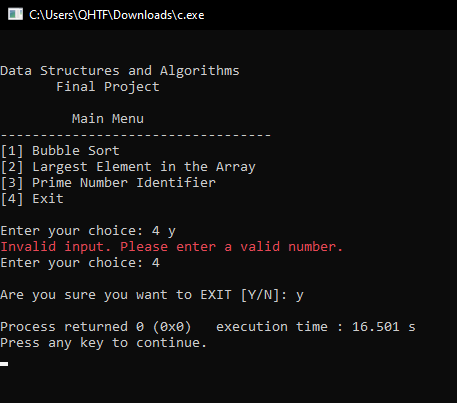 C:\Users\QHTF\Downloads\c.exe
Data Structures and Algorithms
Final Project
Main Menu
----------------------------------
[1] Bubble Sort
[2] Largest Element in the Array
[3] Prime Number Identifier
[4] Exit
Enter your choice: 4 y
Invalid input. Please enter a valid number.
Enter your choice: 4
Are you sure you want to EXIT [Y/N]: y
Process returned 0 (0x0)   execution time : 16.501 s
Press any key to continue.